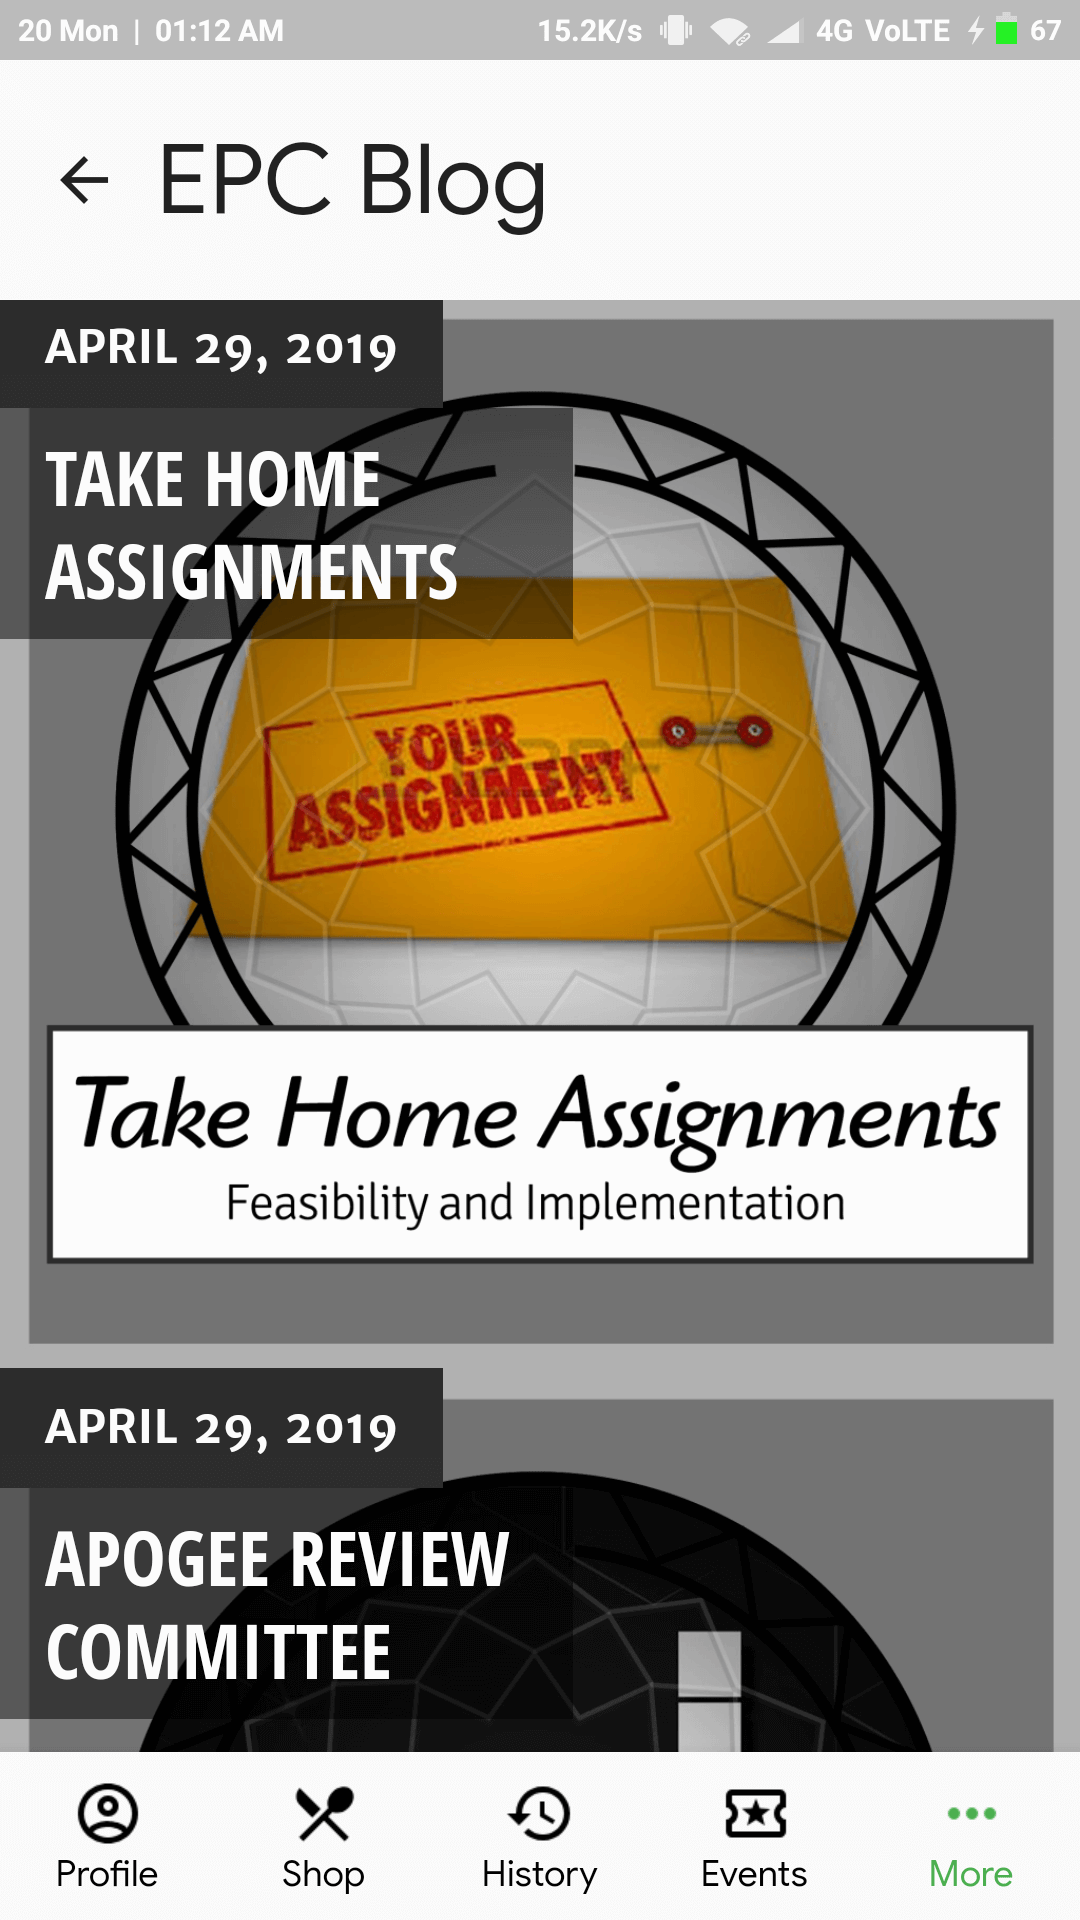 20 Mon | 01:12 AM 15.2K/s 4G VoLTE 67
EPC Blog
APRIL 29, 2019
TAKE HOME
ASSIGNMENTS
YOUR
ASSIGNMENT
Take Home Assignments
Feasibility and Implementation
APRIL 29, 2019
APOGEE REVIEW
COMMITTEE
Profile Shop History Events More